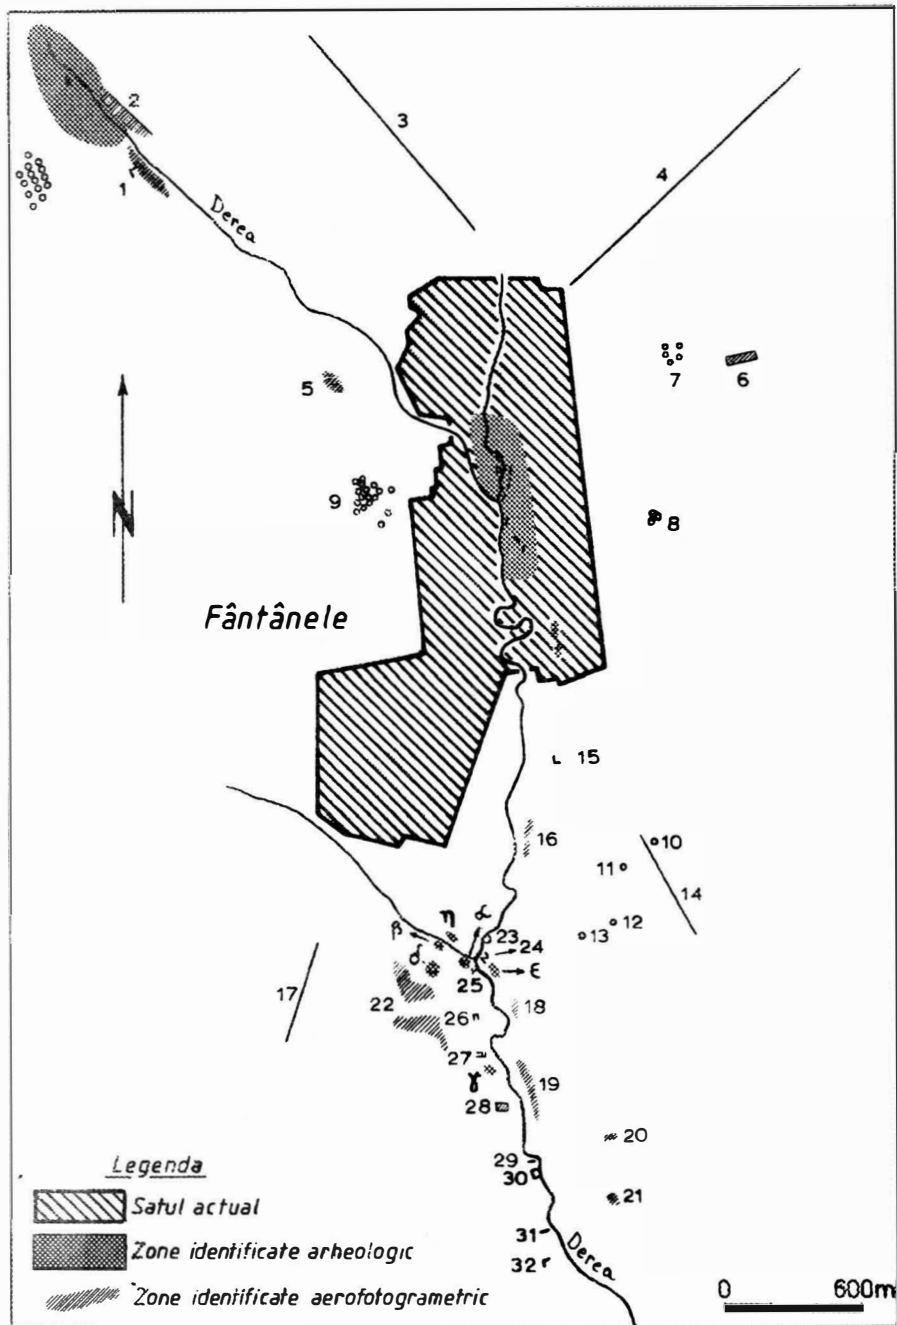 2
3
4
1
Derea
7
6
5
9
8
N
Fântânele
15
16
10
11
14
12
13
η
α
β
23
24
δ
ε
25
17
22
26
18
27
γ
19
28
20
29
30
21
31
32
Derea
Legenda
Satul actual
Zone identificate arheologic
Zone identificate aerofotogrametric
0 600m